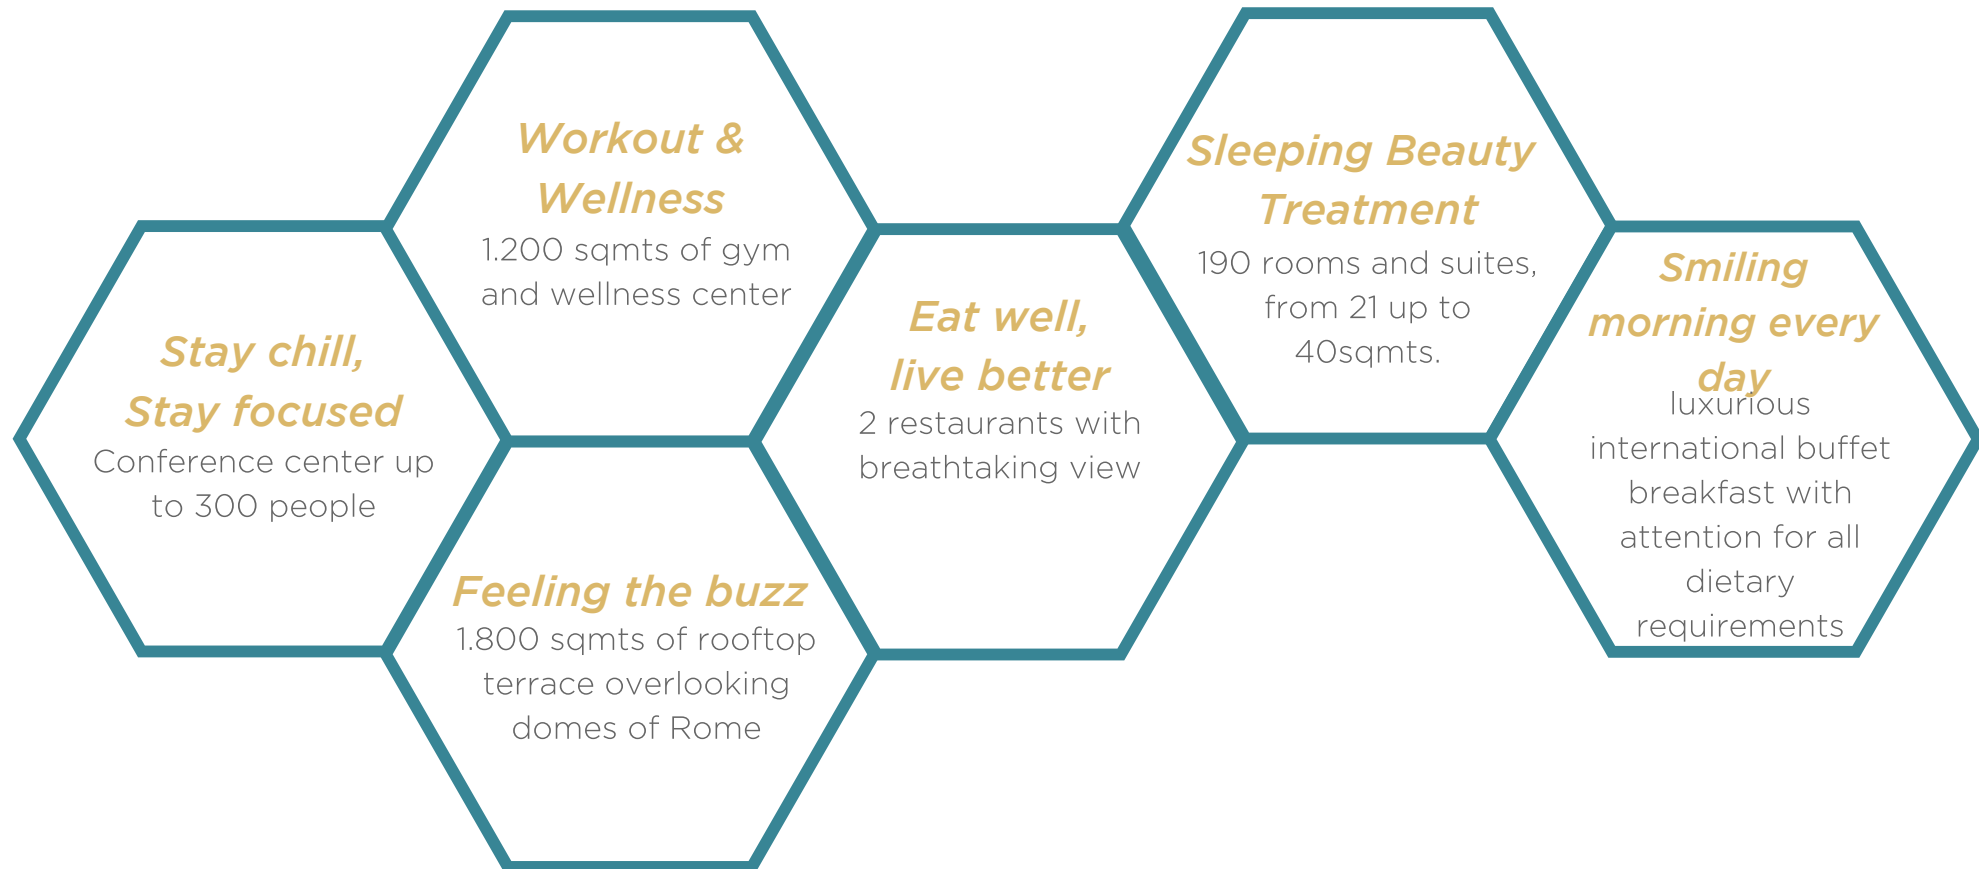 Stay chill,
Stay focused
Conference center up
to 300 people
Workout &
Wellness
1.200 sqmts of gym
and wellness center
Feeling the buzz
1.800 sqmts of rooftop
terrace overlooking
domes of Rome
Eat well,
live better
2 restaurants with
breathtaking view
Sleeping Beauty
Treatment
190 rooms and suites,
from 21 up to
40sqmts.
Smiling
morning every
day
luxurious
international buffet
breakfast with
attention for all
dietary
requirements